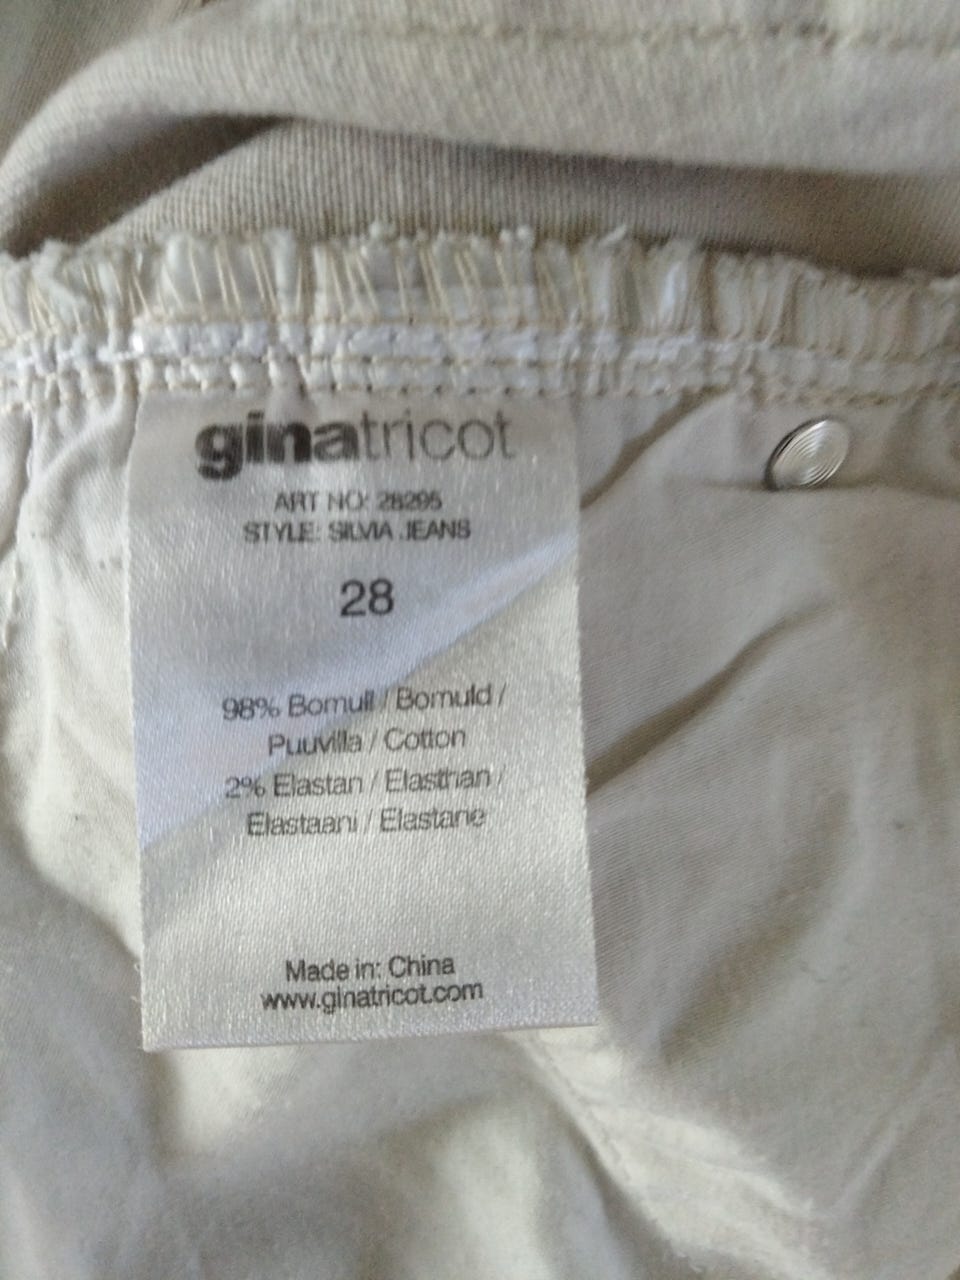 ginatricot
ART NO: 28295
STYLE: SILVIA JEANS
28
98% Bomull / Bomuld /
Puuvilla / Cotton
2% Elastan / Elasthan /
Elastaani / Elastane
Made in: China
www.ginatricot.com